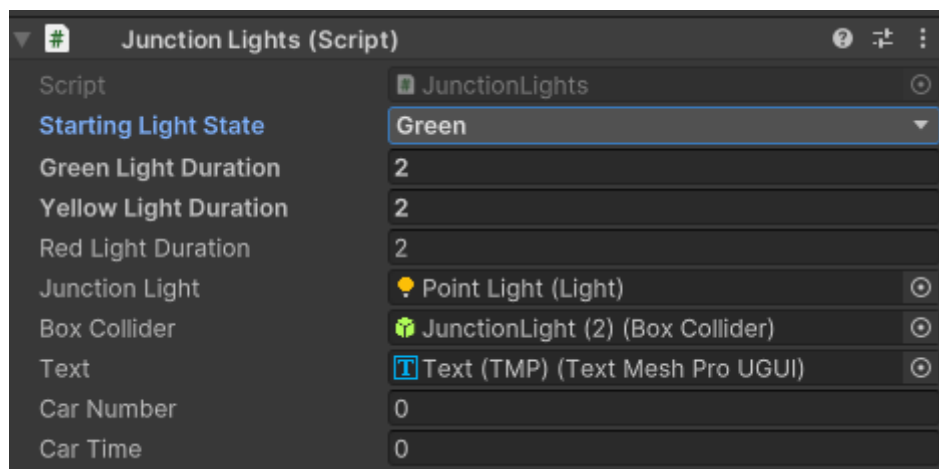 Junction Lights (Script)
Script JunctionLights
Starting Light State Green
Green Light Duration 2
Yellow Light Duration 2
Red Light Duration 2
Junction Light Point Light (Light)
Box Collider JunctionLight (2) (Box Collider)
Text Text (TMP) (Text Mesh Pro UGUI)
Car Number 0
Car Time 0